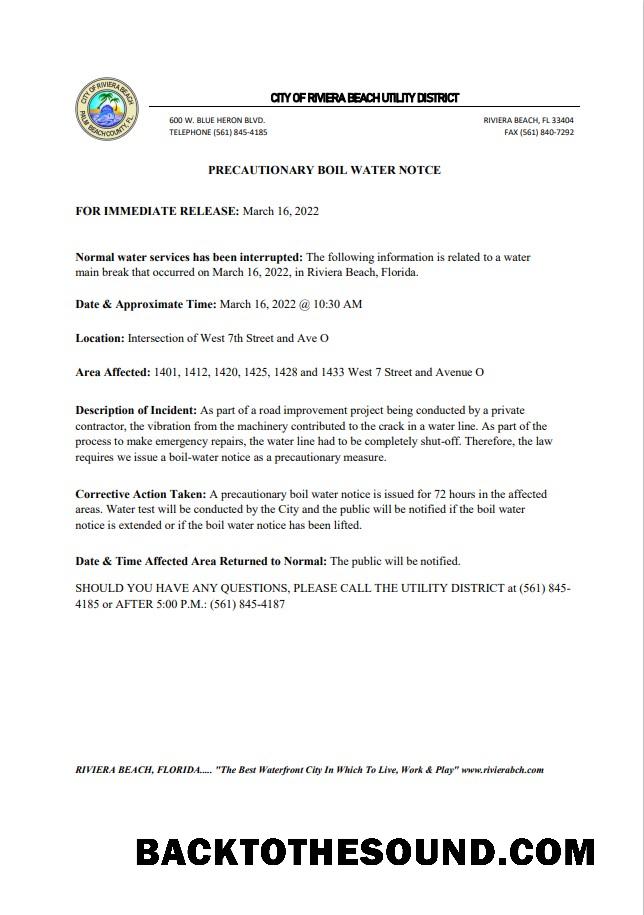 CITY OF RIVIERA BEACH
PALM BEACH COUNTY, FL.
CITY OF RIVIERA BEACH UTILITY DISTRICT
600 W. BLUE HERON BLVD. RIVIERA BEACH, FL 33404
TELEPHONE (561) 845-4185 FAX (561) 840-7292
PRECAUTIONARY BOIL WATER NOTCE
FOR IMMEDIATE RELEASE: March 16, 2022
Normal water services has been interrupted: The following information is related to a water
main break that occurred on March 16, 2022, in Riviera Beach, Florida.
Date & Approximate Time: March 16, 2022 @ 10:30 AM
Location: Intersection of West 7th Street and Ave O
Area Affected: 1401, 1412, 1420, 1425, 1428 and 1433 West 7 Street and Avenue O
Description of Incident: As part of a road improvement project being conducted by a private
contractor, the vibration from the machinery contributed to the crack in a water line. As part of the
process to make emergency repairs, the water line had to be completely shut-off. Therefore, the law
requires we issue a boil-water notice as a precautionary measure.
Corrective Action Taken: A precautionary boil water notice is issued for 72 hours in the affected
areas. Water test will be conducted by the City and the public will be notified if the boil water
notice is extended or if the boil water notice has been lifted.
Date & Time Affected Area Returned to Normal: The public will be notified.
SHOULD YOU HAVE ANY QUESTIONS, PLEASE CALL THE UTILITY DISTRICT at (561) 845-
4185 or AFTER 5:00 P.M.: (561) 845-4187
RIVIERA BEACH, FLORIDA..... "The Best Waterfront City In Which To Live, Work & Play" www.rivierabch.com
BACKTOTHESOUND.COM